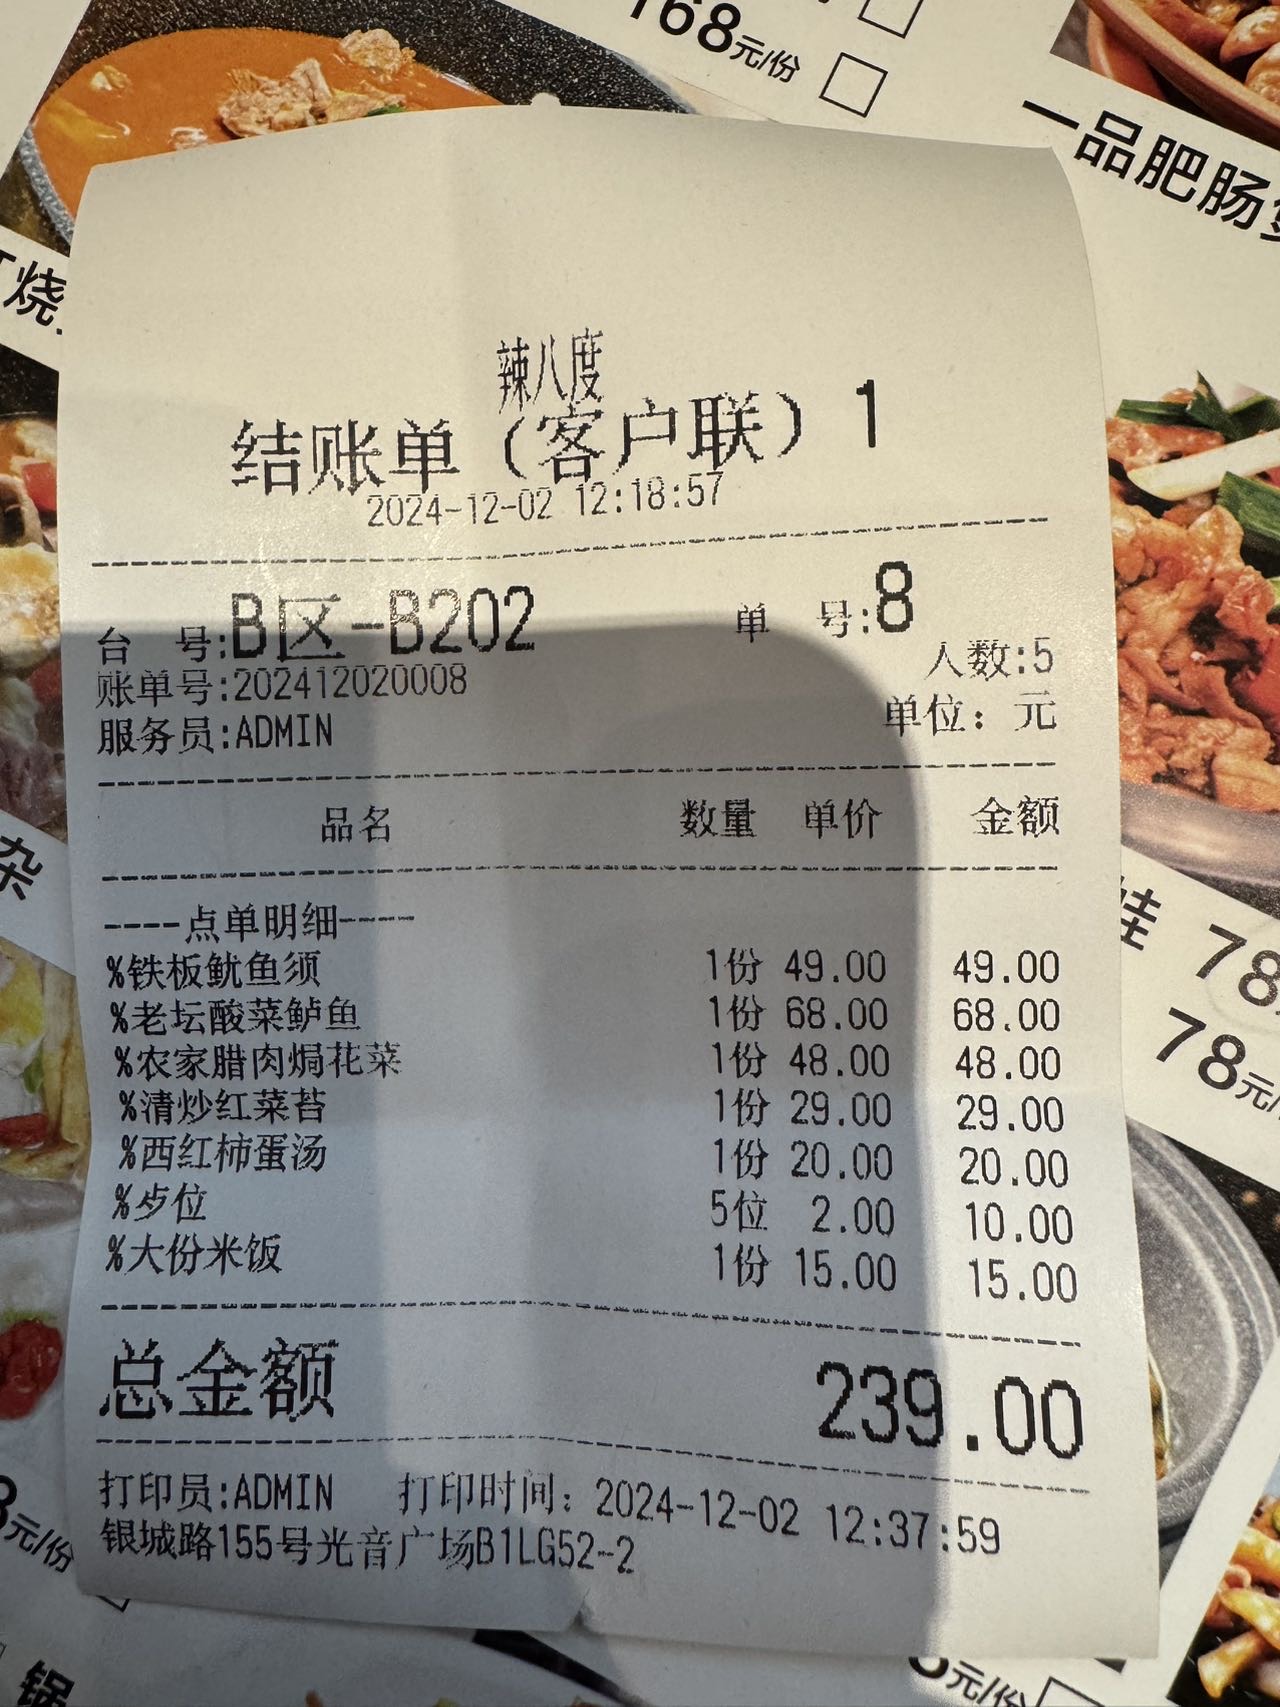 168元/份
一品肥肠
烧
杂
辣八度
结账单（客户联）1
2024-12-02 12:18:57
台 号:B区-B202 单 号:8
账单号:202412020008 人数:5
服务员:ADMIN 单位：元
品名 数量 单价 金额
----点单明细----
%铁板鱿鱼须 1份 49.00 49.00
%老坛酸菜鲈鱼 1份 68.00 68.00
%农家腊肉焗花菜 1份 48.00 48.00
%清炒红菜苔 1份 29.00 29.00
%西红柿蛋汤 1份 20.00 20.00
%歺位 5位 2.00 10.00
%大份米饭 1份 15.00 15.00
总金额 239.00
打印员:ADMIN 打印时间：2024-12-02 12:37:59
银城路155号光音广场B1LG52-2
78
78元/
元/份
锅
元/份